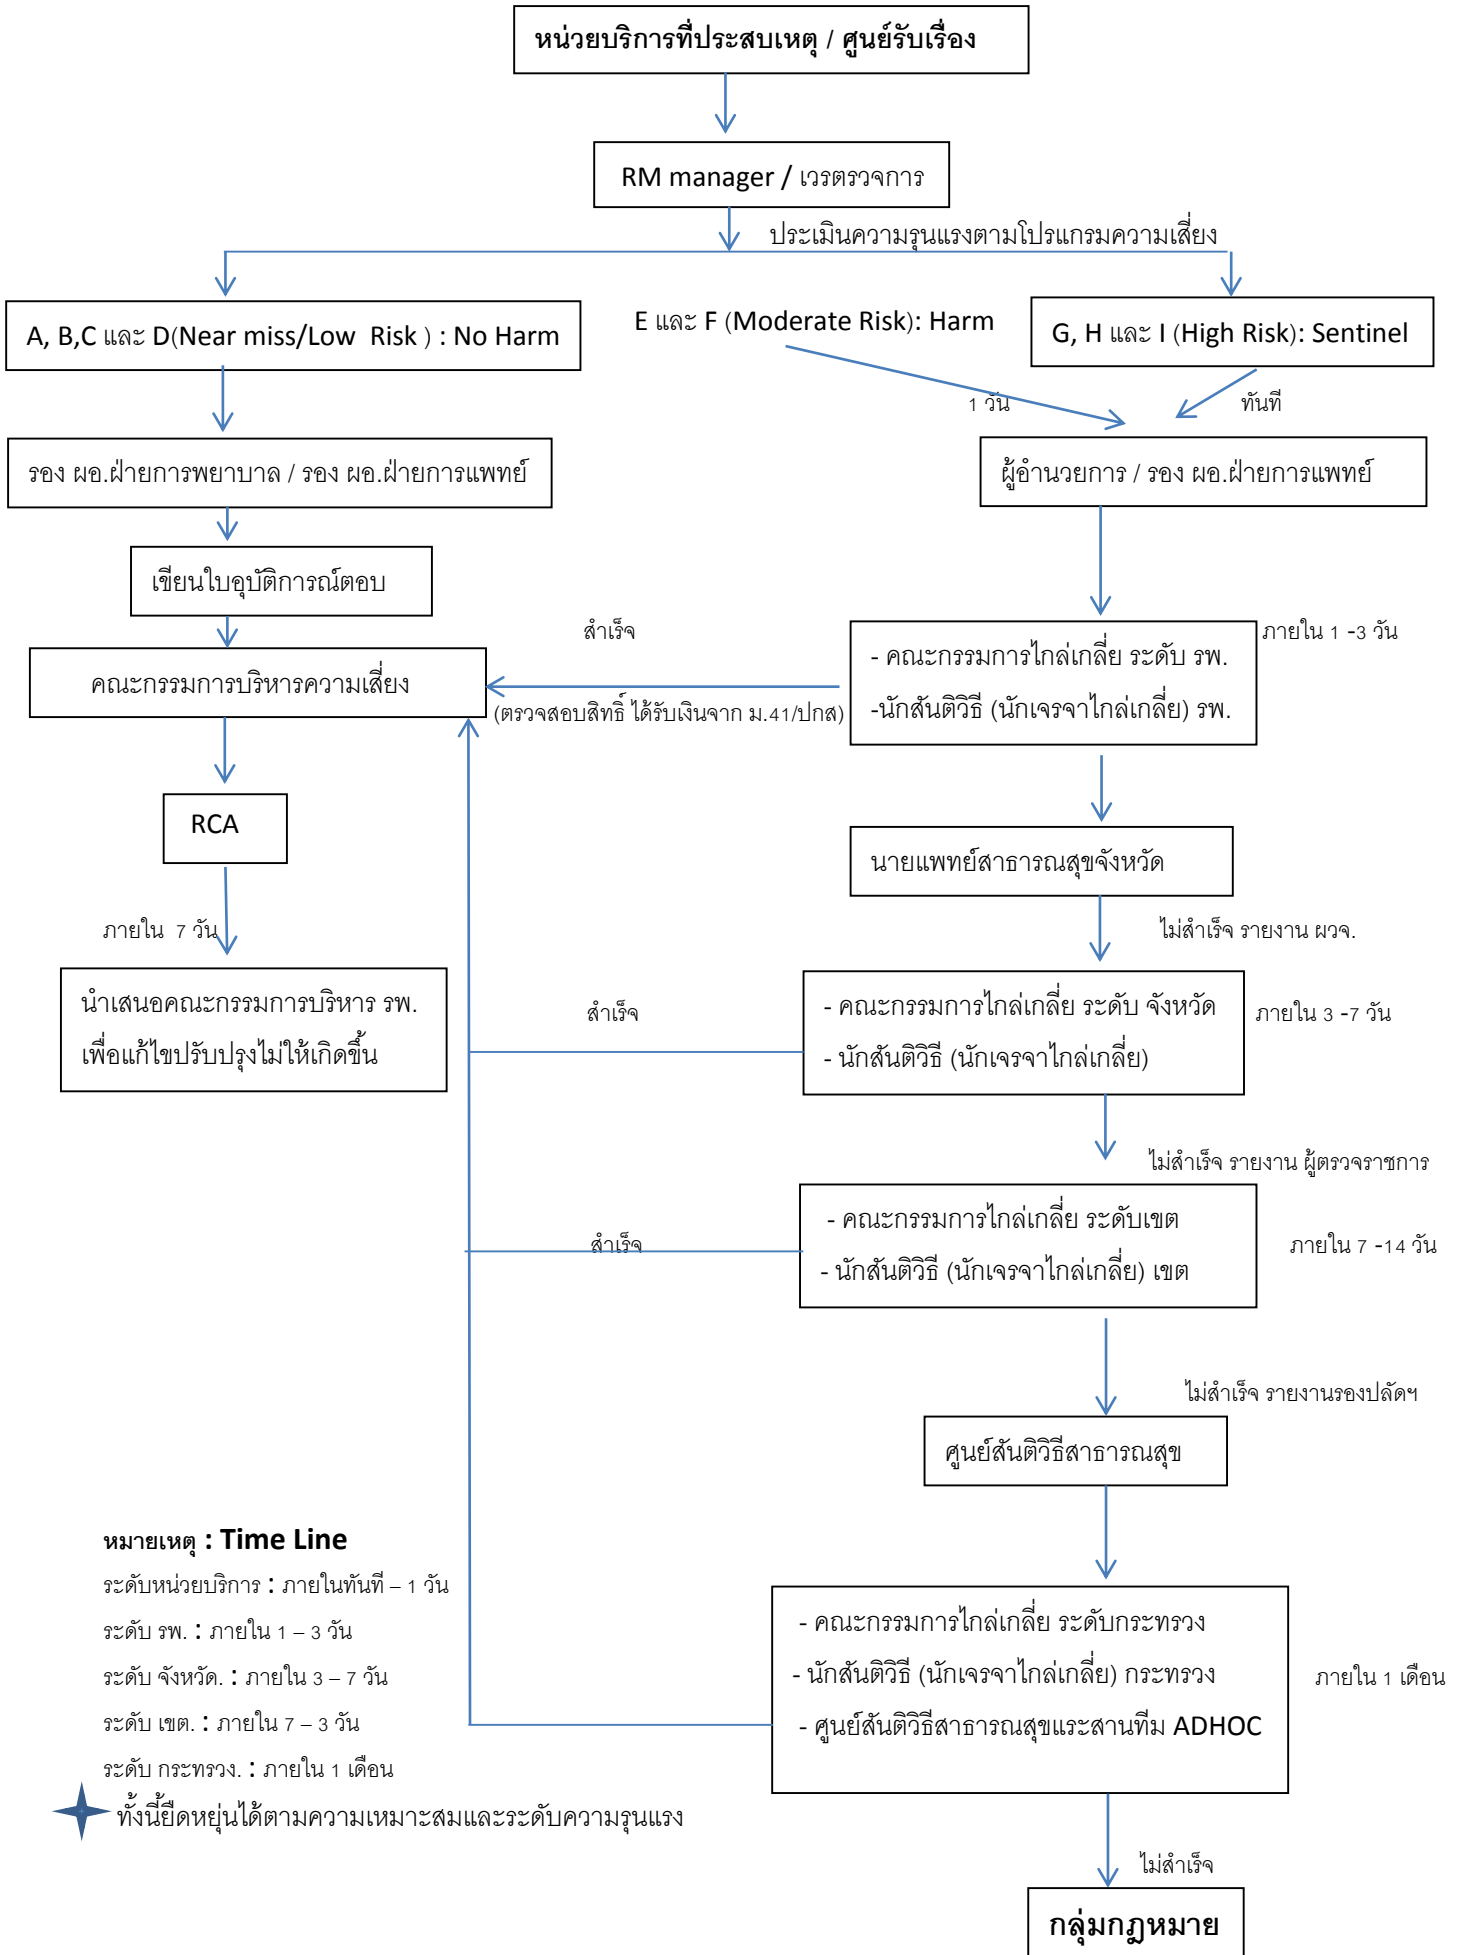 หน่วยบริการที่ประสบเหตุ / ศูนย์รับเรื่อง
RM manager / เวรตรวจการ
ประเมินความรุนแรงตามโปรแกรมความเสี่ยง
A, B,C และ D(Near miss/Low Risk ) : No Harm
E และ F (Moderate Risk): Harm
G, H และ I (High Risk): Sentinel
1 วัน
ทันที
รอง ผอ.ฝ่ายการพยาบาล / รอง ผอ.ฝ่ายการแพทย์
ผู้อำนวยการ / รอง ผอ.ฝ่ายการแพทย์
เขียนใบอุบัติการณ์ตอบ
สำเร็จ
ภายใน 1 -3 วัน
คณะกรรมการบริหารความเสี่ยง
(ตรวจสอบสิทธิ์ ได้รับเงินจาก ม.41/ปกส)
- คณะกรรมการไกล่เกลี่ย ระดับ รพ.
-นักสันติวิธี (นักเจรจาไกล่เกลี่ย) รพ.
RCA
นายแพทย์สาธารณสุขจังหวัด
ภายใน 7 วัน
ไม่สำเร็จ รายงาน ผวจ.
นำเสนอคณะกรรมการบริหาร รพ.
เพื่อแก้ไขปรับปรุงไม่ให้เกิดขึ้น
สำเร็จ
- คณะกรรมการไกล่เกลี่ย ระดับ จังหวัด
- นักสันติวิธี (นักเจรจาไกล่เกลี่ย)
ภายใน 3 -7 วัน
ไม่สำเร็จ รายงาน ผู้ตรวจราชการ
สำเร็จ
- คณะกรรมการไกล่เกลี่ย ระดับเขต
- นักสันติวิธี (นักเจรจาไกล่เกลี่ย) เขต
ภายใน 7 -14 วัน
ไม่สำเร็จ รายงานรองปลัดฯ
ศูนย์สันติวิธีสาธารณสุข
หมายเหตุ : Time Line
ระดับหน่วยบริการ : ภายในทันที – 1 วัน
ระดับ รพ. : ภายใน 1 – 3 วัน
ระดับ จังหวัด. : ภายใน 3 – 7 วัน
ระดับ เขต. : ภายใน 7 – 3 วัน
ระดับ กระทรวง. : ภายใน 1 เดือน
ทั้งนี้ยืดหยุ่นได้ตามความเหมาะสมและระดับความรุนแรง
- คณะกรรมการไกล่เกลี่ย ระดับกระทรวง
- นักสันติวิธี (นักเจรจาไกล่เกลี่ย) กระทรวง
- ศูนย์สันติวิธีสาธารณสุขแระสานทีม ADHOC
ภายใน 1 เดือน
ไม่สำเร็จ
กลุ่มกฎหมาย